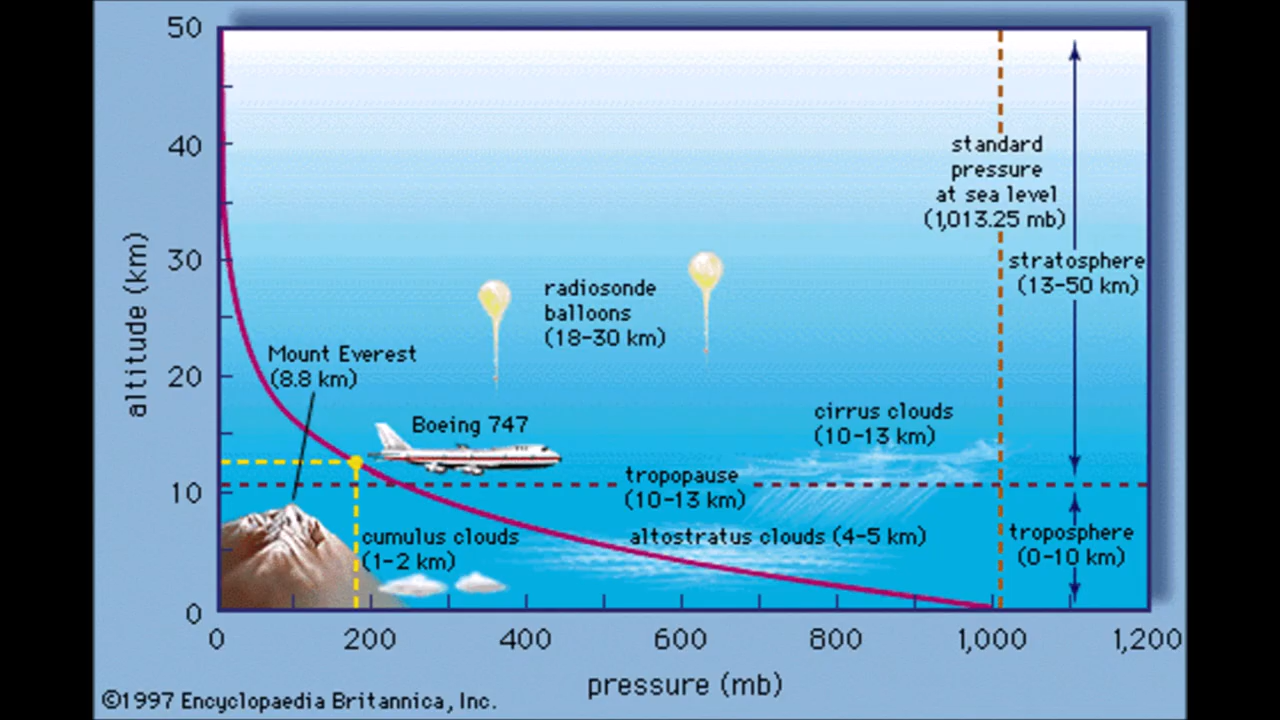 50
40
30
20
10
0
altitude (km)
standard
pressure
at sea level
(1,013.25 mb)
stratosphere
(13-50 km)
radiosonde
balloons
(18-30 km)
Mount Everest
(8.8 km)
Boeing 747
cirrus clouds
(10-13 km)
tropopause
(10-13 km)
cumulus clouds
(1-2 km)
altostratus clouds (4-5 km)
troposphere
(0-10 km)
0 200 400 600 800 1,000 1,200
pressure (mb)
©1997 Encyclopaedia Britannica, Inc.